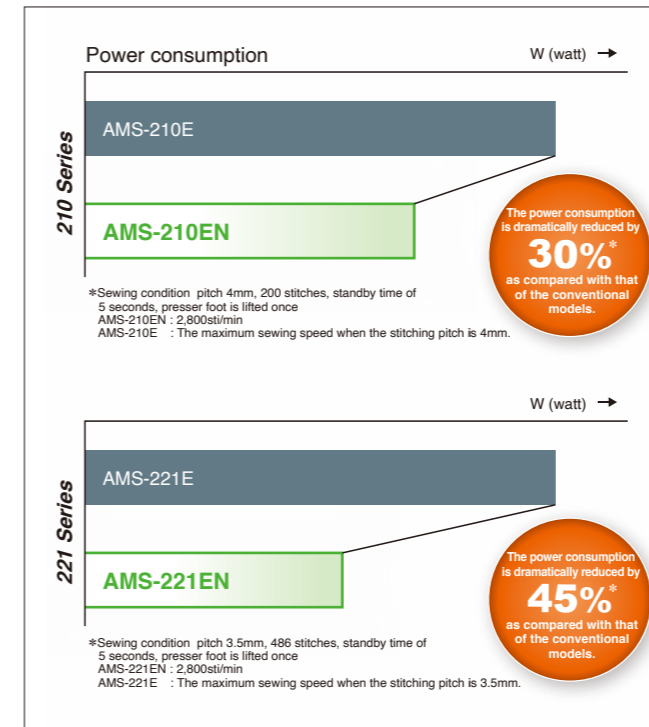 Power consumption
W (watt) →
210 Series
AMS-210E
AMS-210EN
The power consumption
is dramatically reduced by
30%*
as compared with that
of the conventional
models.
*Sewing condition pitch 4mm, 200 stitches, standby time of
5 seconds, presser foot is lifted once
AMS-210EN : 2,800sti/min
AMS-210E : The maximum sewing speed when the stitching pitch is 4mm.
W (watt) →
221 Series
AMS-221E
AMS-221EN
The power consumption
is dramatically reduced by
45%*
as compared with that
of the conventional
models.
*Sewing condition pitch 3.5mm, 486 stitches, standby time of
5 seconds, presser foot is lifted once
AMS-221EN : 2,800sti/min
AMS-221E : The maximum sewing speed when the stitching pitch is 3.5mm.